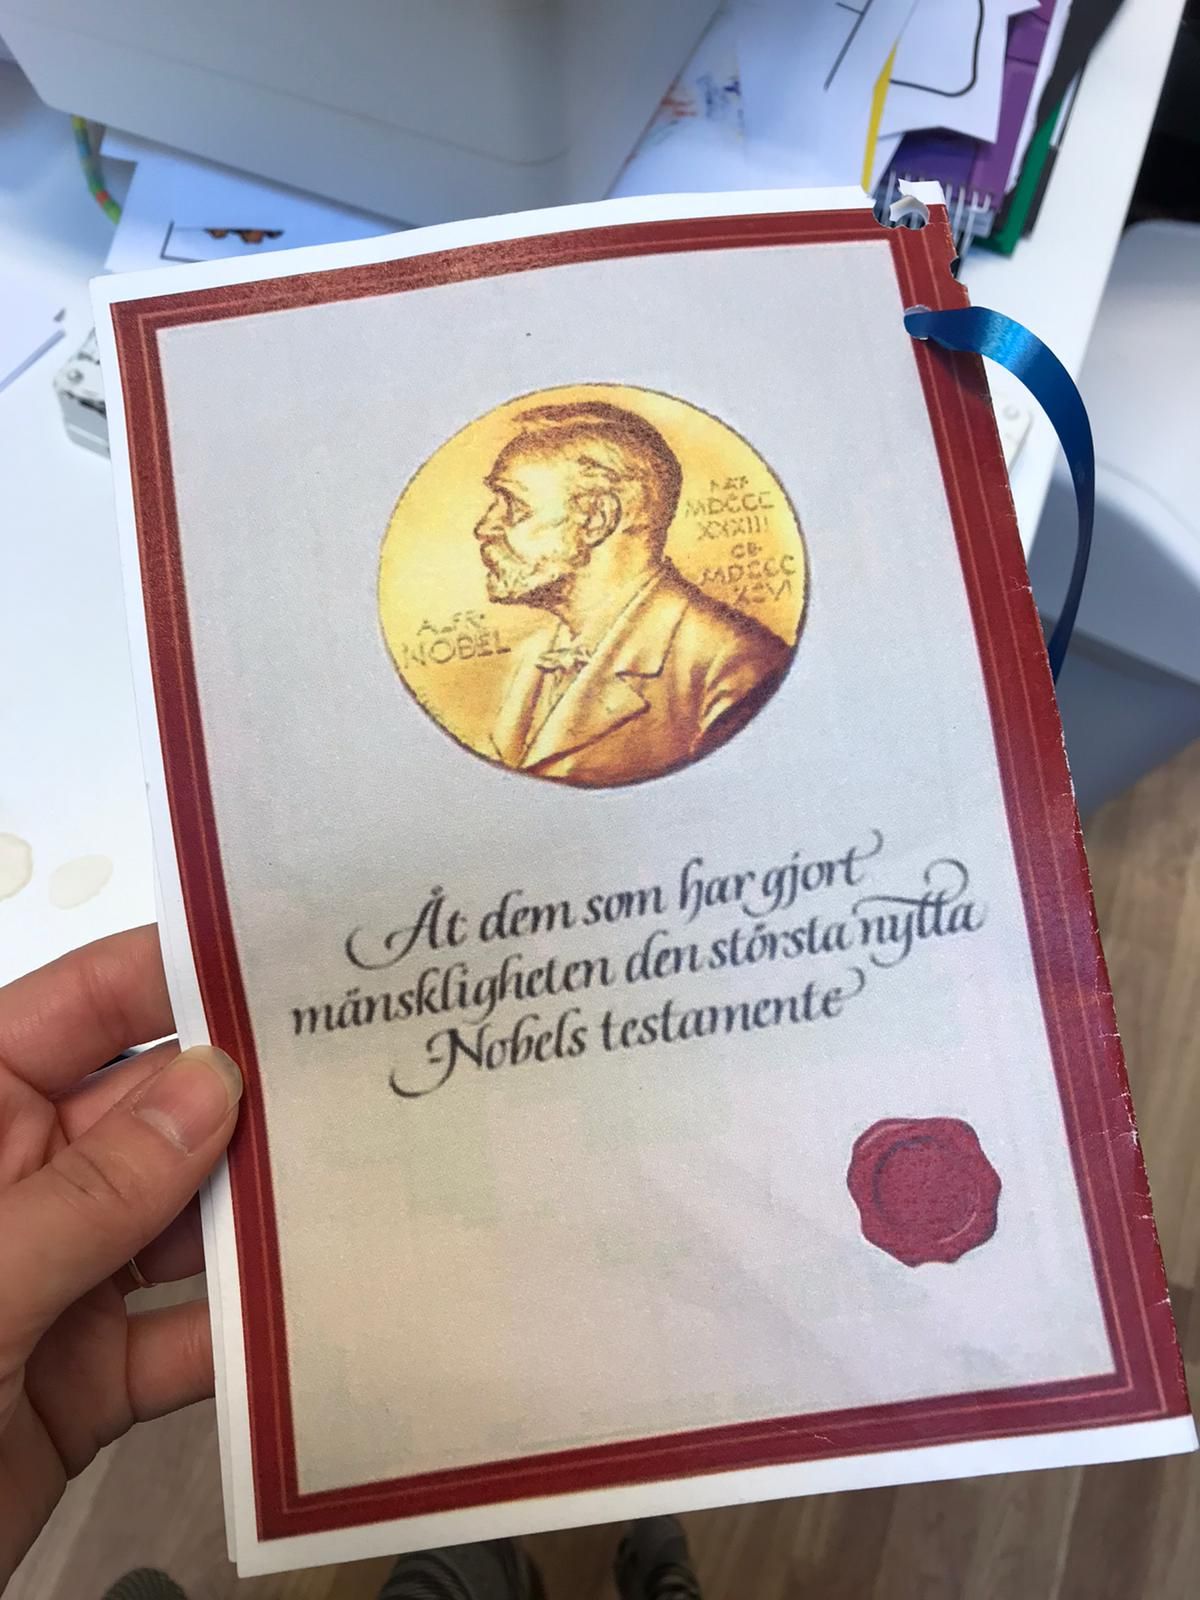 ALFR·
NOBEL
NAT·
MDCCC
XXXIII
OB·
MDCCC
XCVI
Åt dem som har gjort
mänskligheten den största nytta
-Nobels testamente